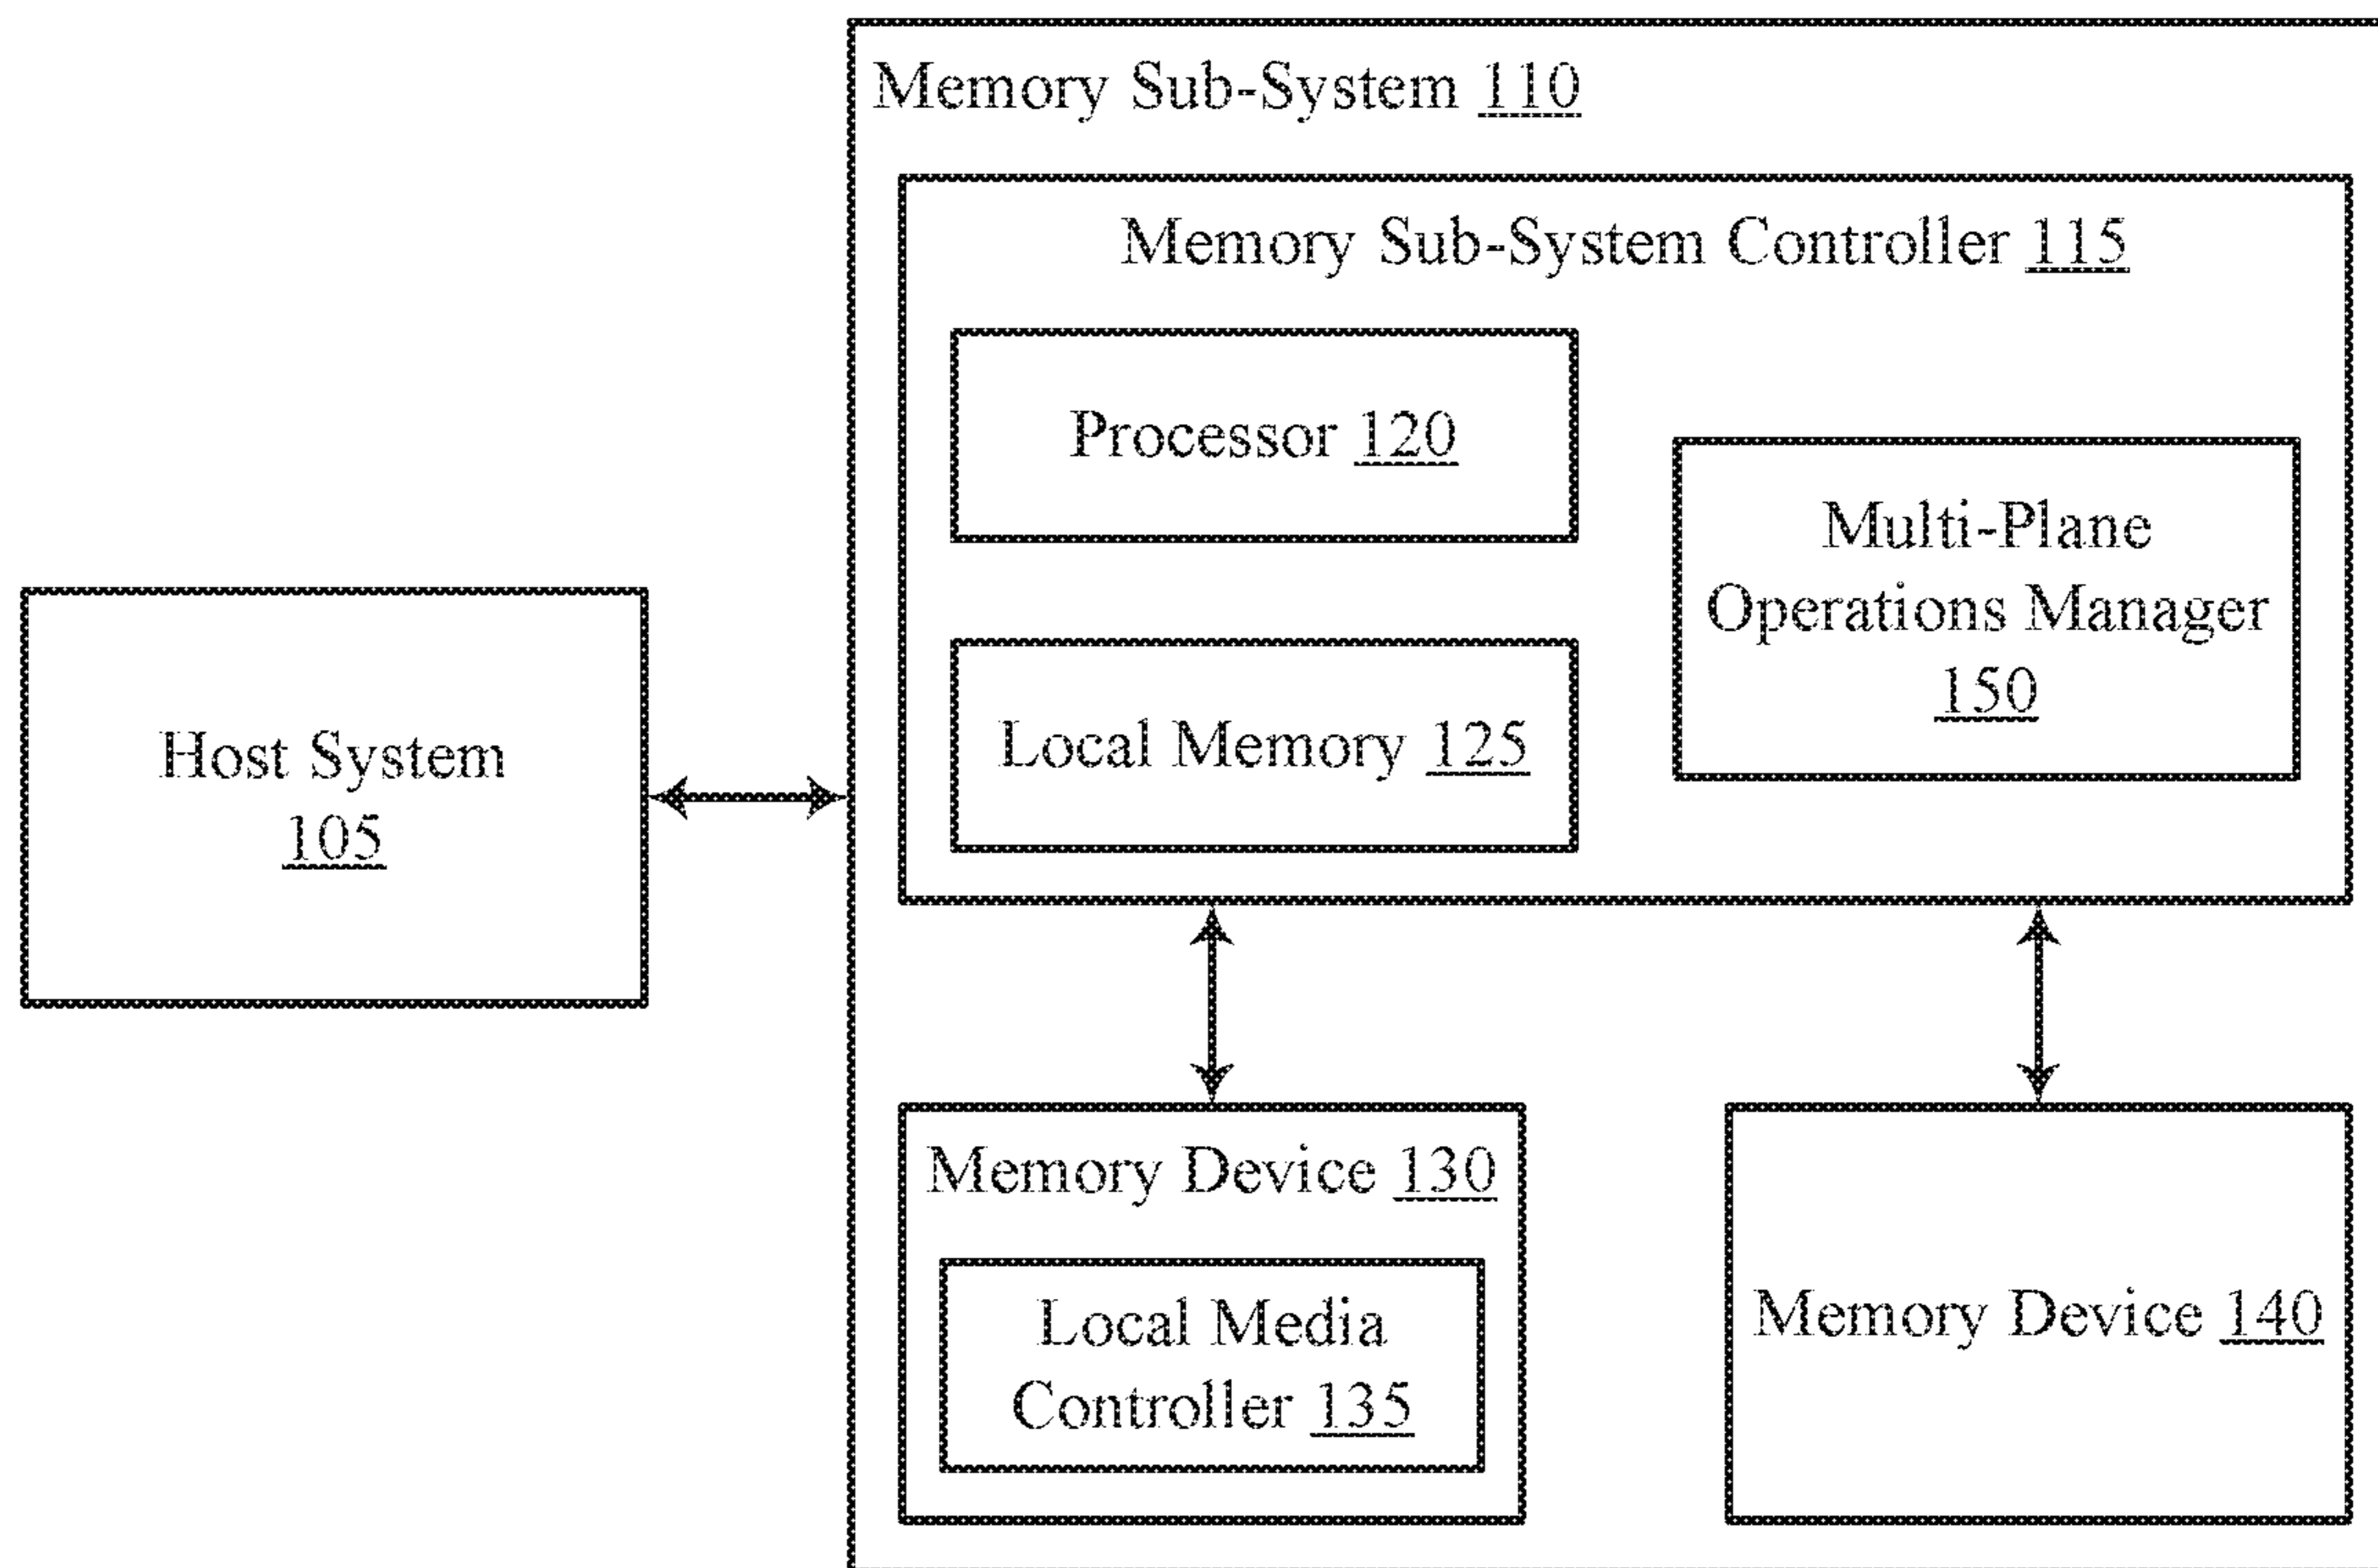 Memory Sub-System 110
Memory Sub-System Controller 115
Processor 120
Multi-Plane
Operations Manager
150
Local Memory 125
Host System
105
Memory Device 130
Local Media
Controller 135
Memory Device 140